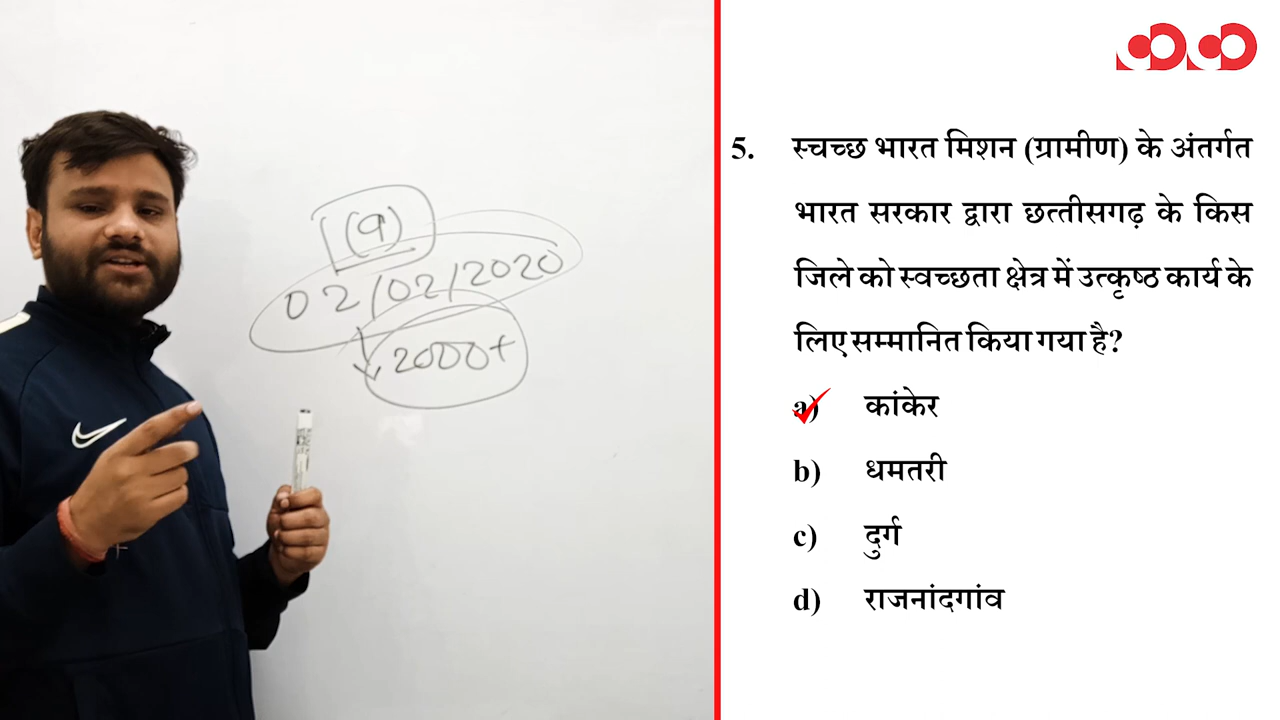 (9)
02/02/2020
2000+
5. स्चच्छ भारत मिशन (ग्रामीण) के अंतर्गत
भारत सरकार द्वारा छत्तीसगढ़ के किस
जिले को स्वच्छता क्षेत्र में उत्कृष्ठ कार्य के
लिए सम्मानित किया गया है?
a) कांकेर
b) धमतरी
c) दुर्ग
d) राजनांदगांव